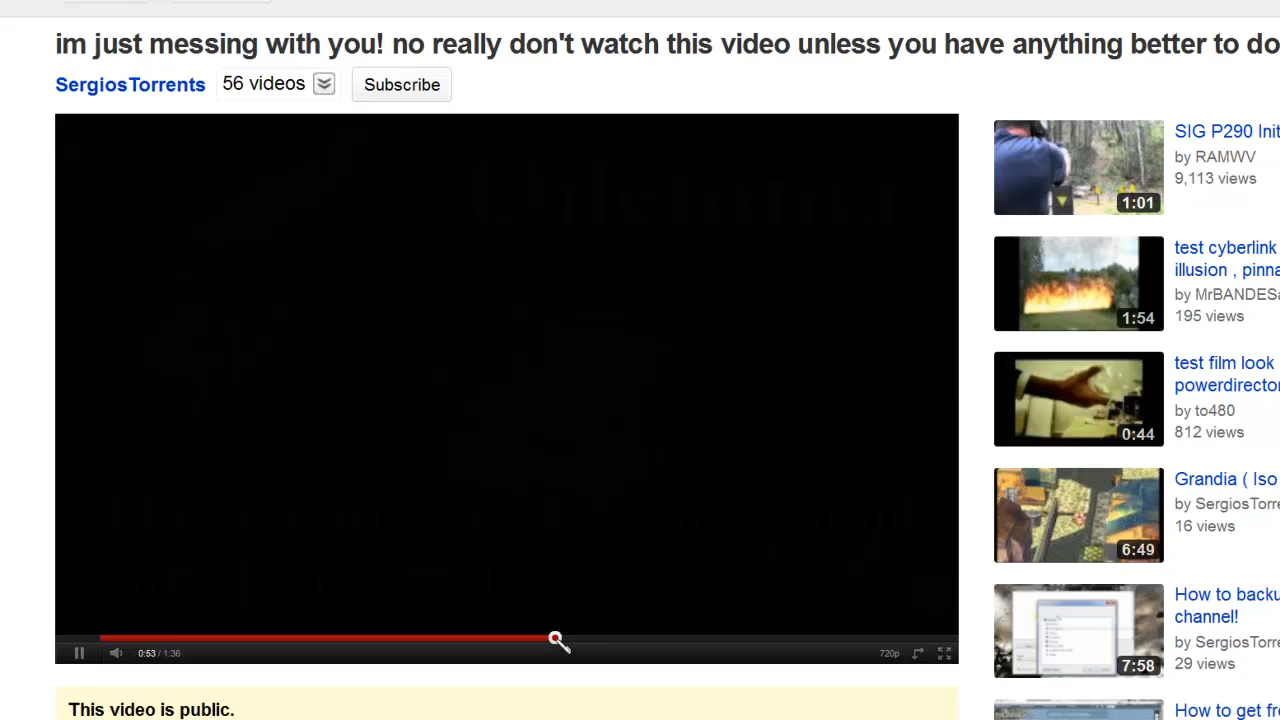 im just messing with you! no really don't watch this video unless you have anything better to do
SergiosTorrents 56 videos Subscribe
0:53 / 1:36 720p
This video is public.
SIG P290 Init
by RAMWV
9,113 views
1:01
test cyberlink
illusion , pinna
by MrBANDESa
195 views
1:54
test film look
powerdirector
by to480
812 views
0:44
Grandia ( Iso
by SergiosTorre
16 views
6:49
How to backu
channel!
by SergiosTorre
29 views
7:58
How to get fre